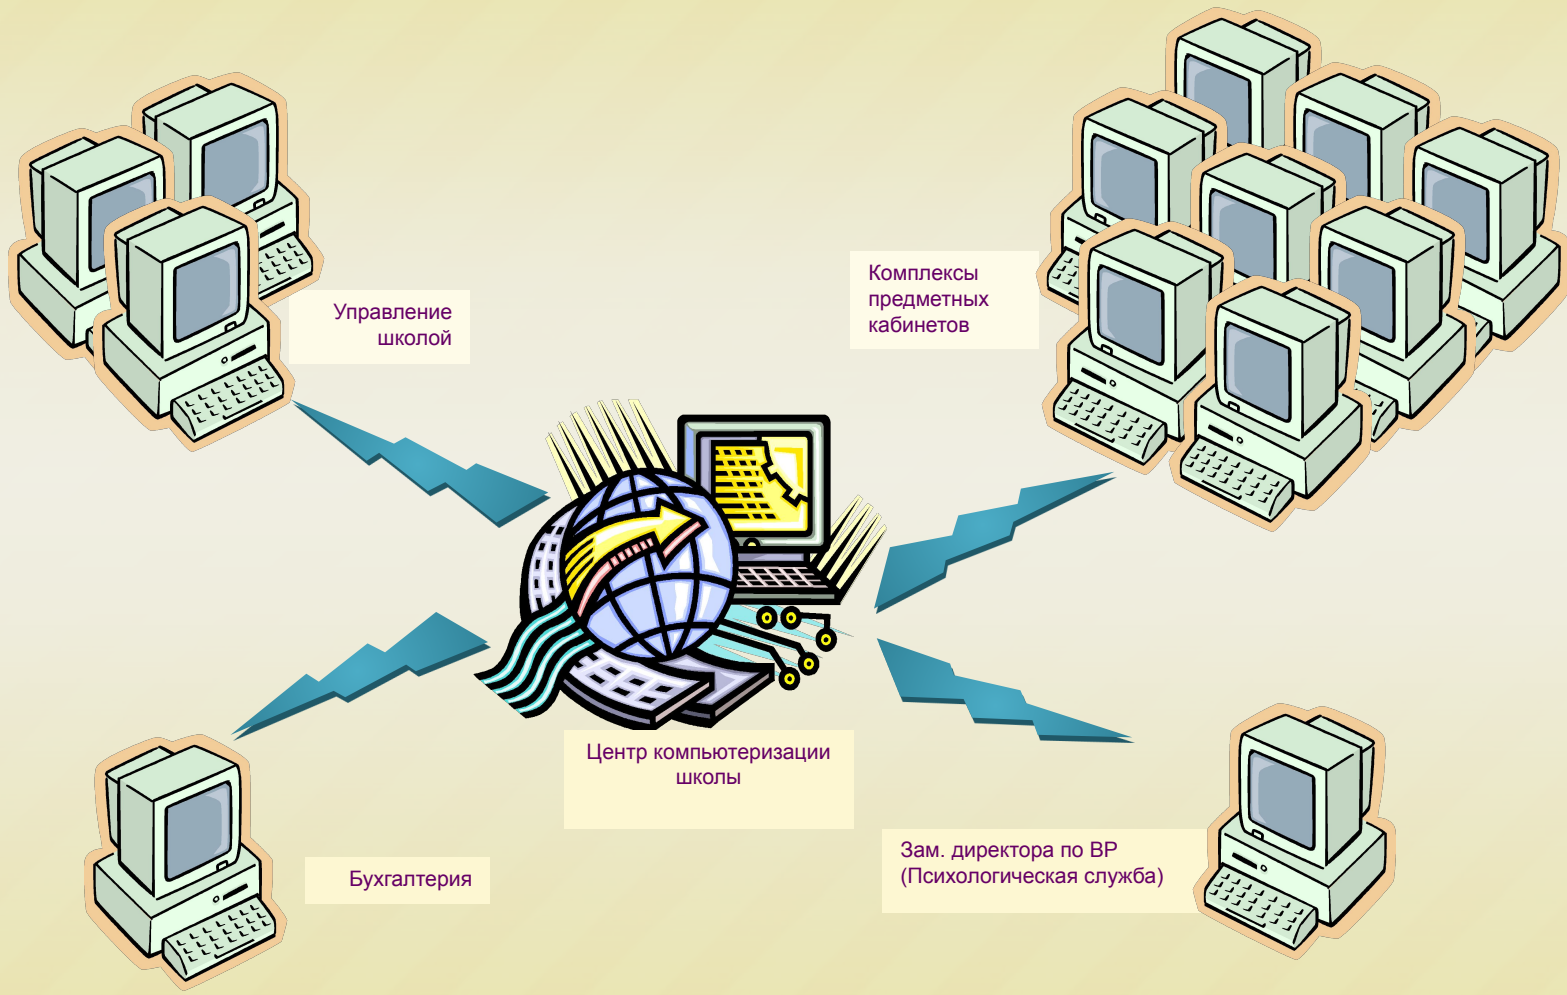 Управление
школой
Комплексы
предметных
кабинетов
Центр компьютеризации
школы
Бухгалтерия
Зам. директора по ВР
(Психологическая служба)